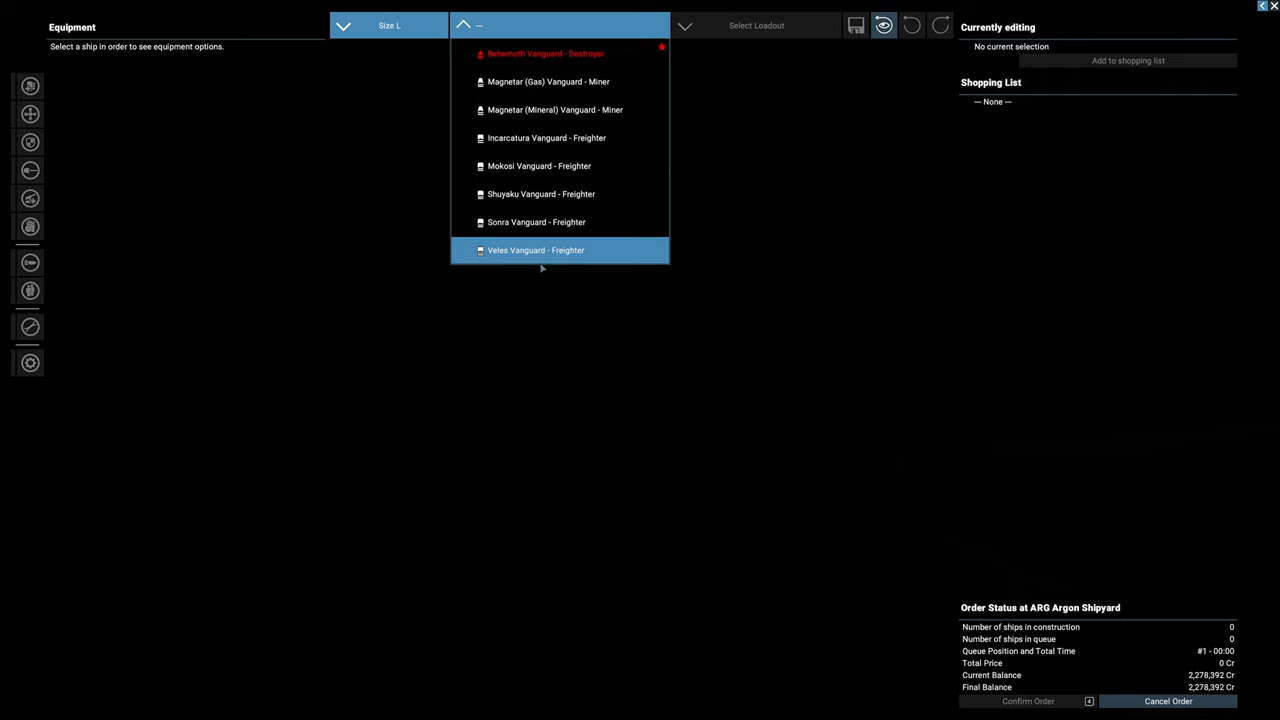 Equipment
Select a ship in order to see equipment options.
Size L
---
Select Loadout
Behemoth Vanguard - Destroyer
Magnetar (Gas) Vanguard - Miner
Magnetar (Mineral) Vanguard - Miner
Incarcatura Vanguard - Freighter
Mokosi Vanguard - Freighter
Shuyaku Vanguard - Freighter
Sonra Vanguard - Freighter
Veles Vanguard - Freighter
Currently editing
No current selection
Add to shopping list
Shopping List
--- None ---
Order Status at ARG Argon Shipyard
Number of ships in construction 0
Number of ships in queue 0
Queue Position and Total Time #1 - 00:00
Total Price 0 Cr
Current Balance 2,278,392 Cr
Final Balance 2,278,392 Cr
Confirm Order 4 Cancel Order